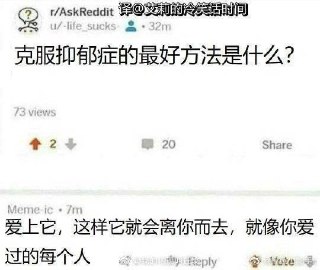 r/AskReddit
译@艾莉的冷笑话时间
u/-life_sucks- · 32m
克服抑郁症的最好方法是什么?
73 views
2
20
Share
Meme-ic · 7m
爱上它，这样它就会离你而去，就像你爱
过的每个人
Reply
Vote